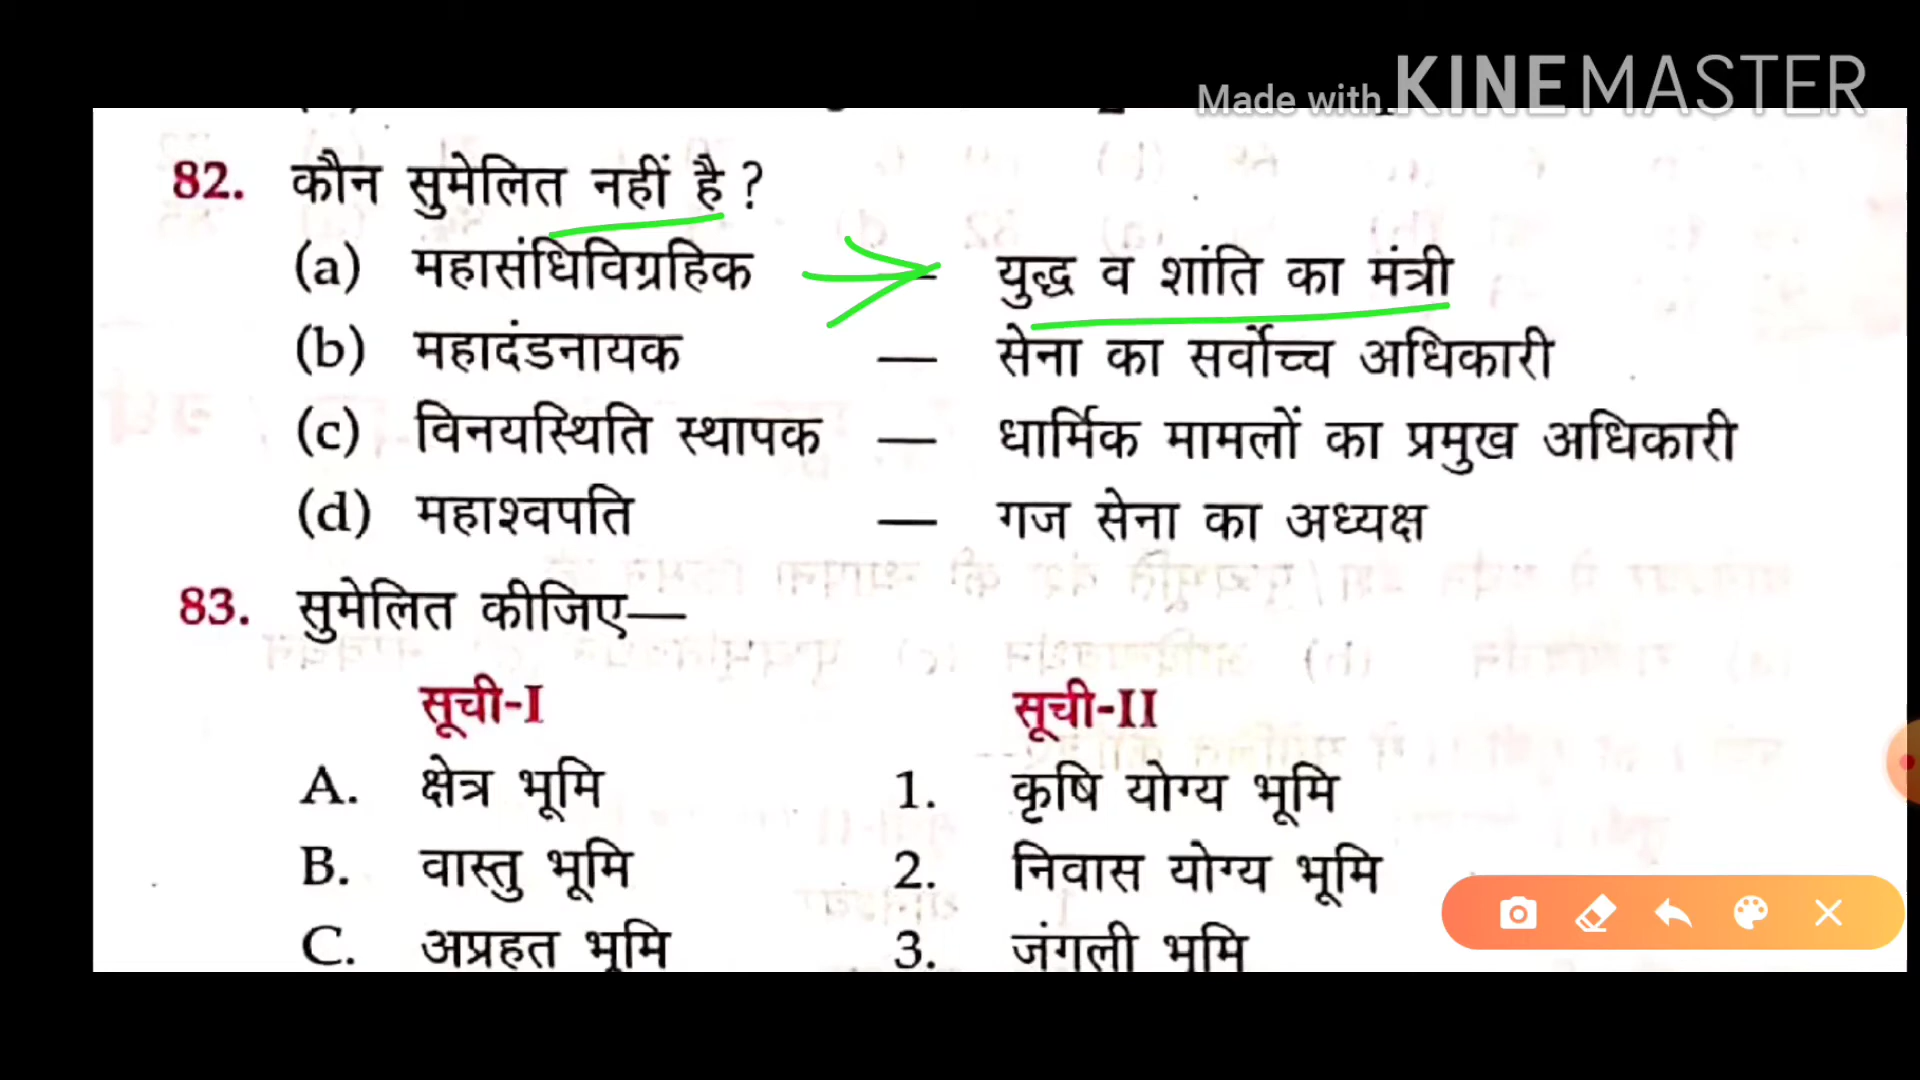 Made with KINEMASTER
82. कौन सुमेलित नहीं है ?
(a) महासंधिविग्रहिक — युद्ध व शांति का मंत्री
(b) महादंडनायक — सेना का सर्वोच्च अधिकारी
(c) विनयस्थिति स्थापक — धार्मिक मामलों का प्रमुख अधिकारी
(d) महाश्वपति — गज सेना का अध्यक्ष
83. सुमेलित कीजिए—
सूची-I सूची-II
A. क्षेत्र भूमि 1. कृषि योग्य भूमि
B. वास्तु भूमि 2. निवास योग्य भूमि
C. अप्रहत भूमि 3. जंगली भूमि